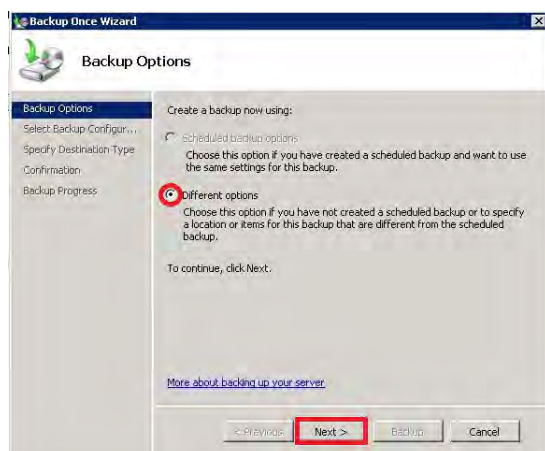 Backup Once Wizard
Backup Options
Backup Options
Select Backup Configur...
Specify Destination Type
Confirmation
Backup Progress
Create a backup now using:
Scheduled backup options
Choose this option if you have created a scheduled backup and want to use
the same settings for this backup.
Different options
Choose this option if you have not created a scheduled backup or to specify
a location or items for this backup that are different from the scheduled
backup.
To continue, click Next.
More about backing up your server
< Previous
Next >
Backup
Cancel